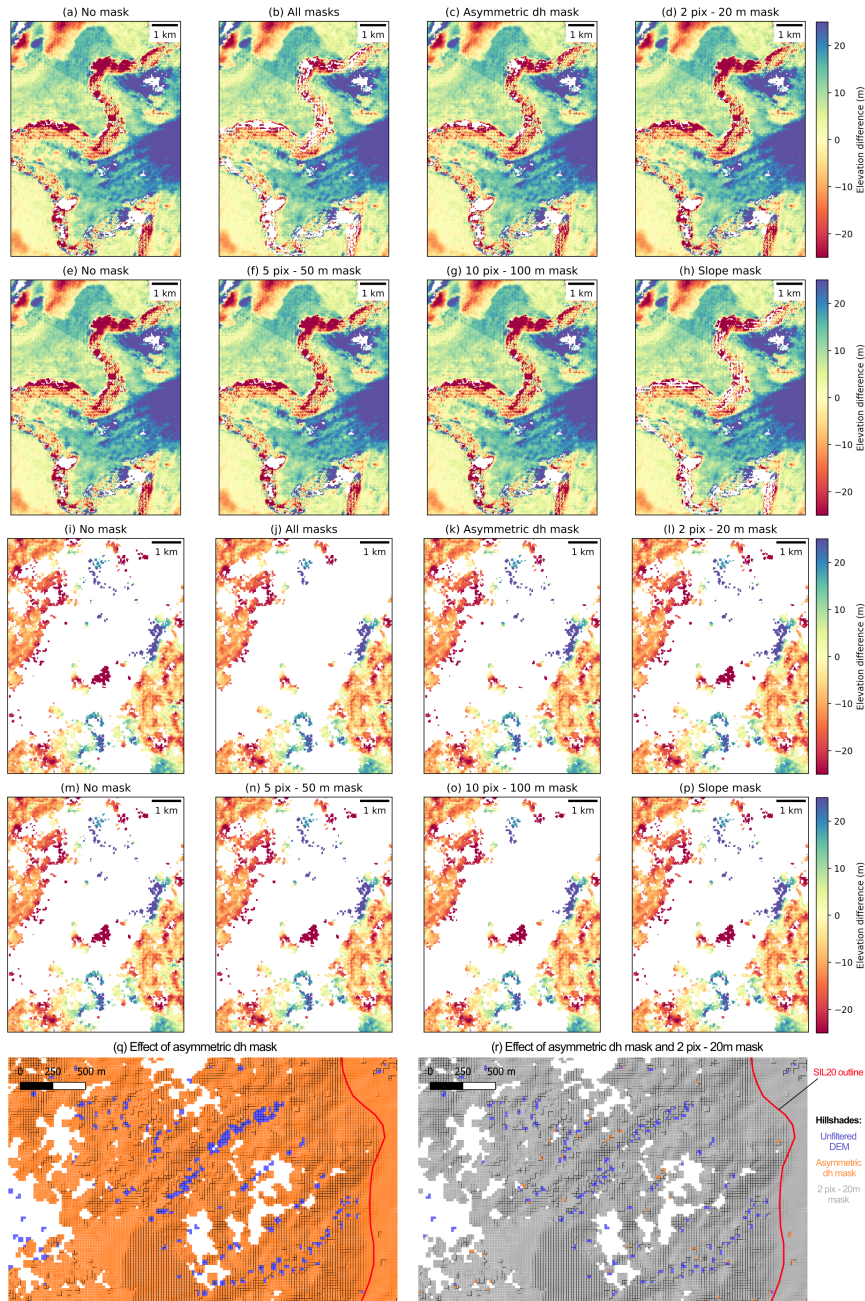 (a) No mask
(b) All masks
(c) Asymmetric dh mask
(d) 2 pix - 20 m mask
1 km
1 km
1 km
1 km
20
10
0
−10
−20
Elevation difference (m)
(e) No mask
(f) 5 pix - 50 m mask
(g) 10 pix - 100 m mask
(h) Slope mask
1 km
1 km
1 km
1 km
20
10
0
−10
−20
Elevation difference (m)
(i) No mask
(j) All masks
(k) Asymmetric dh mask
(l) 2 pix - 20 m mask
1 km
1 km
1 km
1 km
20
10
0
−10
−20
Elevation difference (m)
(m) No mask
(n) 5 pix - 50 m mask
(o) 10 pix - 100 m mask
(p) Slope mask
1 km
1 km
1 km
1 km
20
10
0
−10
−20
Elevation difference (m)
(q) Effect of asymmetric dh mask
(r) Effect of asymmetric dh mask and 2 pix - 20m mask
0 250 500 m
0 250 500 m
SIL20 outline
Hillshades:
Unfiltered
DEM
Asymmetric
dh mask
2 pix - 20m
mask